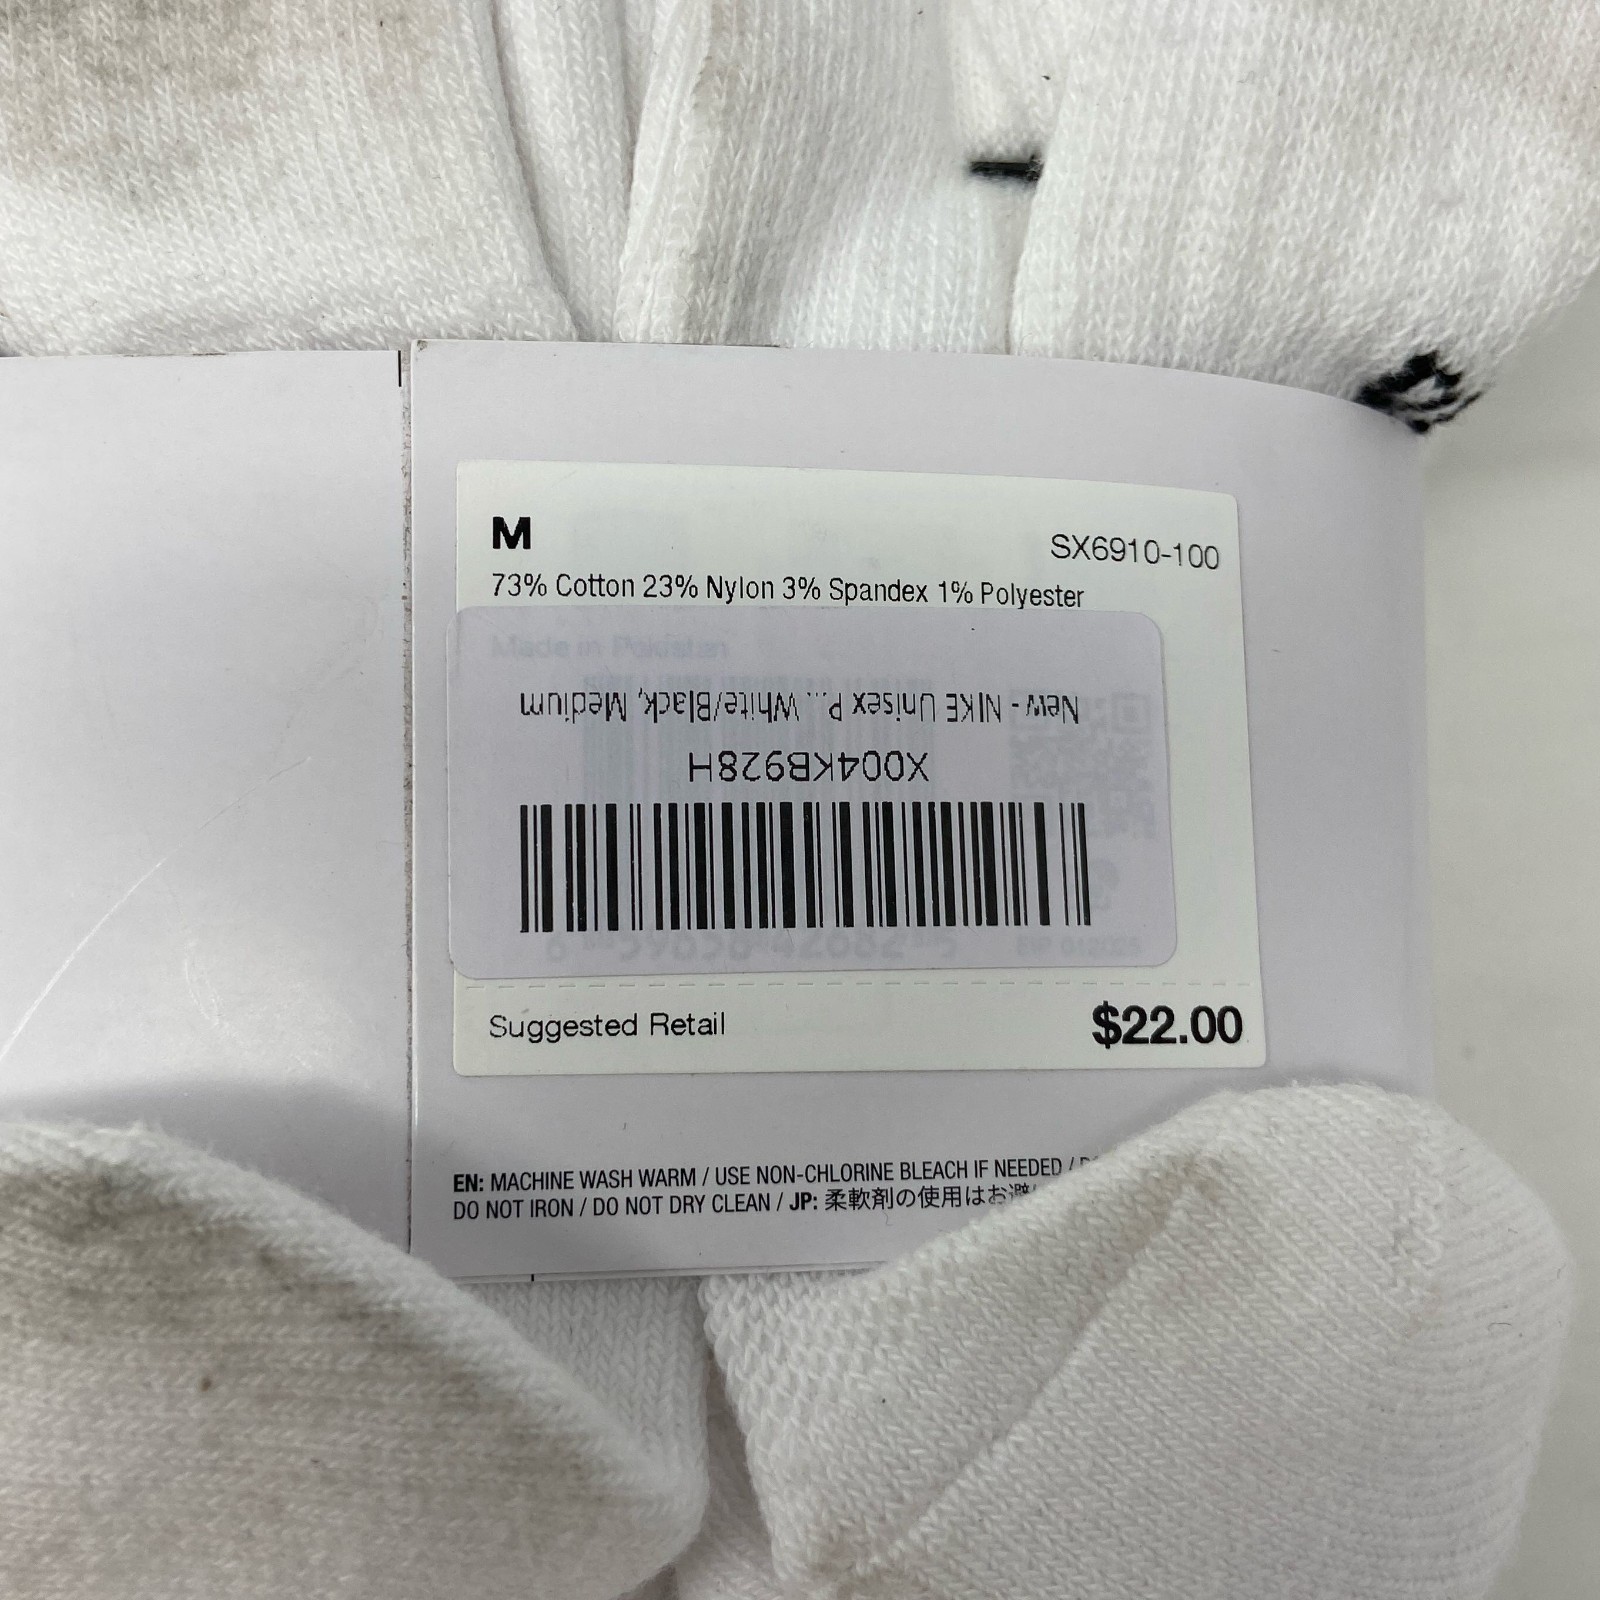 M
SX6910-100
73% Cotton 23% Nylon 3% Spandex 1% Polyester
Made in Pakistan
New - NIKE Unisex P... White/Black, Medium
X004KB928H
Suggested Retail
$22.00
EN: MACHINE WASH WARM / USE NON-CHLORINE BLEACH IF NEEDED /
DO NOT IRON / DO NOT DRY CLEAN / JP: 柔軟剤の使用はお避